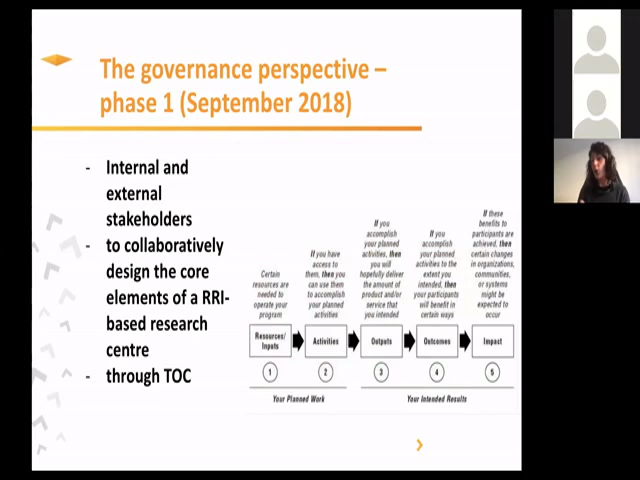 The governance perspective –
phase 1 (September 2018)
- Internal and
external
stakeholders
- to collaboratively
design the core
elements of a RRI-
based research
centre
- through TOC
Certain
resources are
needed to
operate your
program
If you have
access to
them, then you
can use them
to accomplish
your planned
activities
If you
accomplish
your planned
activities, then
you will
hopefully deliver
the amount of
product and/or
service that
you intended
If you
accomplish
your planned
activities to the
extent you
intended, then
your participants
will benefit in
certain ways
If these
benefits to
participants are
achieved, then
certain changes
in organizations,
communities,
or systems
might be
expected to
occur
Resources/
Inputs
Activities
Outputs
Outcomes
Impact
1
2
3
4
5
Your Planned Work
Your Intended Results